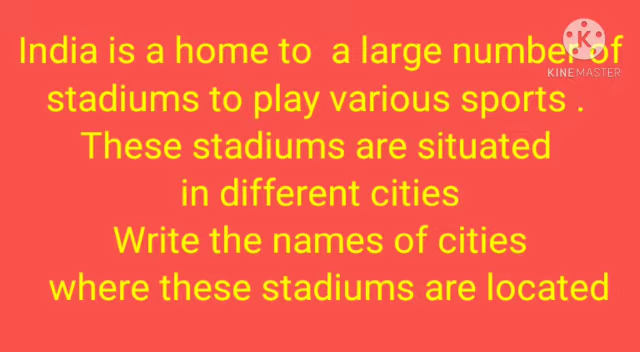 India is a home to a large number of
KINEMASTER
stadiums to play various sports .
These stadiums are situated
in different cities
Write the names of cities
where these stadiums are located